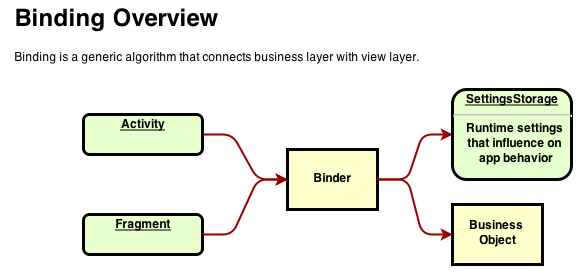 Binding Overview
Binding is a generic algorithm that connects business layer with view layer.
Activity
Fragment
Binder
SettingsStorage
Runtime settings
that influence on
app behavior
Business
Object